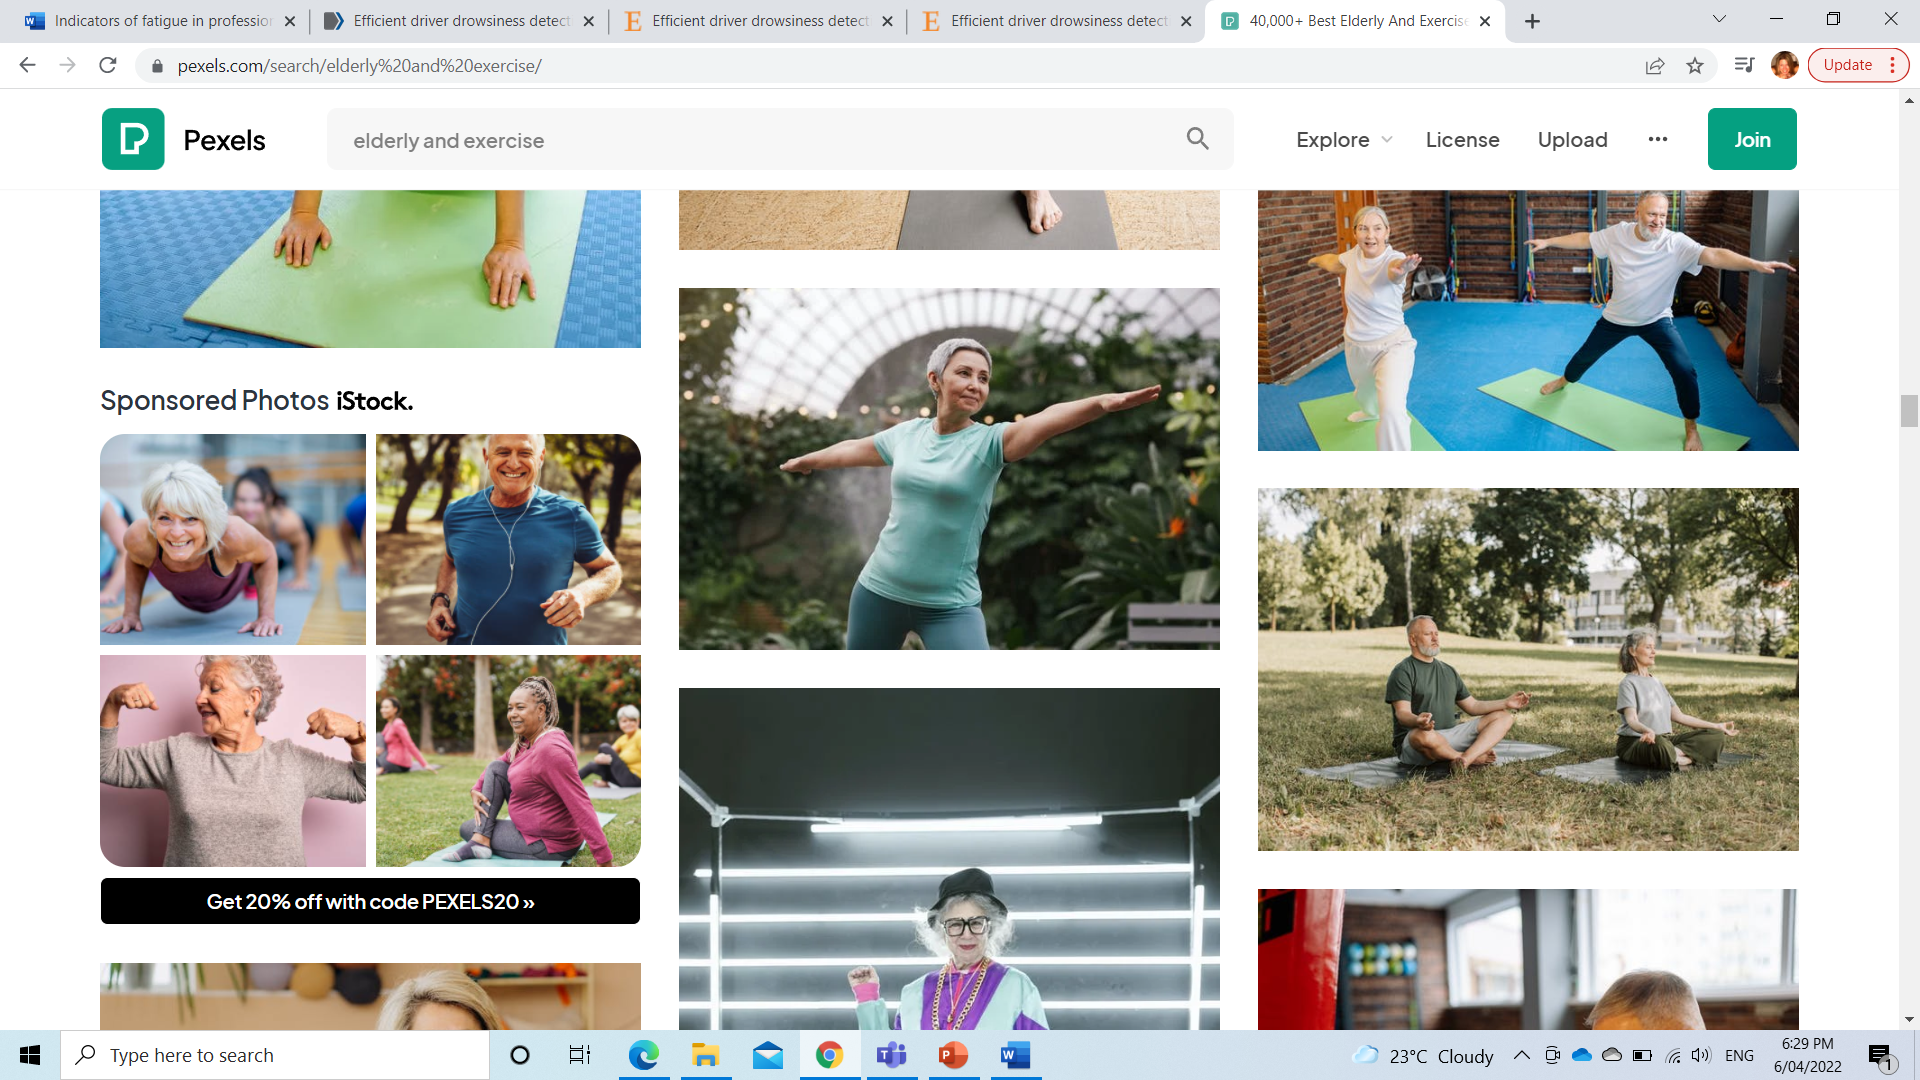 Indicators of fatigue in profession
Efficient driver drowsiness detect
Efficient driver drowsiness detect
Efficient driver drowsiness detect
40,000+ Best Elderly And Exercise
pexels.com/search/elderly%20and%20exercise/
Update
Pexels
elderly and exercise
Explore
License
Upload
Join
Sponsored Photos iStock.
Get 20% off with code PEXELS20 »
Type here to search
23°C Cloudy
ENG
6:29 PM
6/04/2022
1